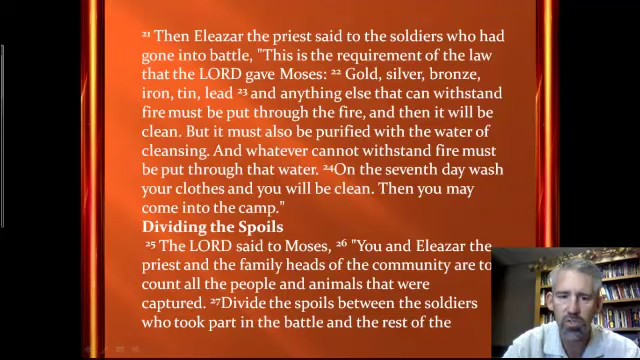 21 Then Eleazar the priest said to the soldiers who had
gone into battle, "This is the requirement of the law
that the LORD gave Moses: 22 Gold, silver, bronze,
iron, tin, lead 23 and anything else that can withstand
fire must be put through the fire, and then it will be
clean. But it must also be purified with the water of
cleansing. And whatever cannot withstand fire must
be put through that water. 24On the seventh day wash
your clothes and you will be clean. Then you may
come into the camp."
Dividing the Spoils
25 The LORD said to Moses, 26 "You and Eleazar the
priest and the family heads of the community are to
count all the people and animals that were
captured. 27Divide the spoils between the soldiers
who took part in the battle and the rest of the